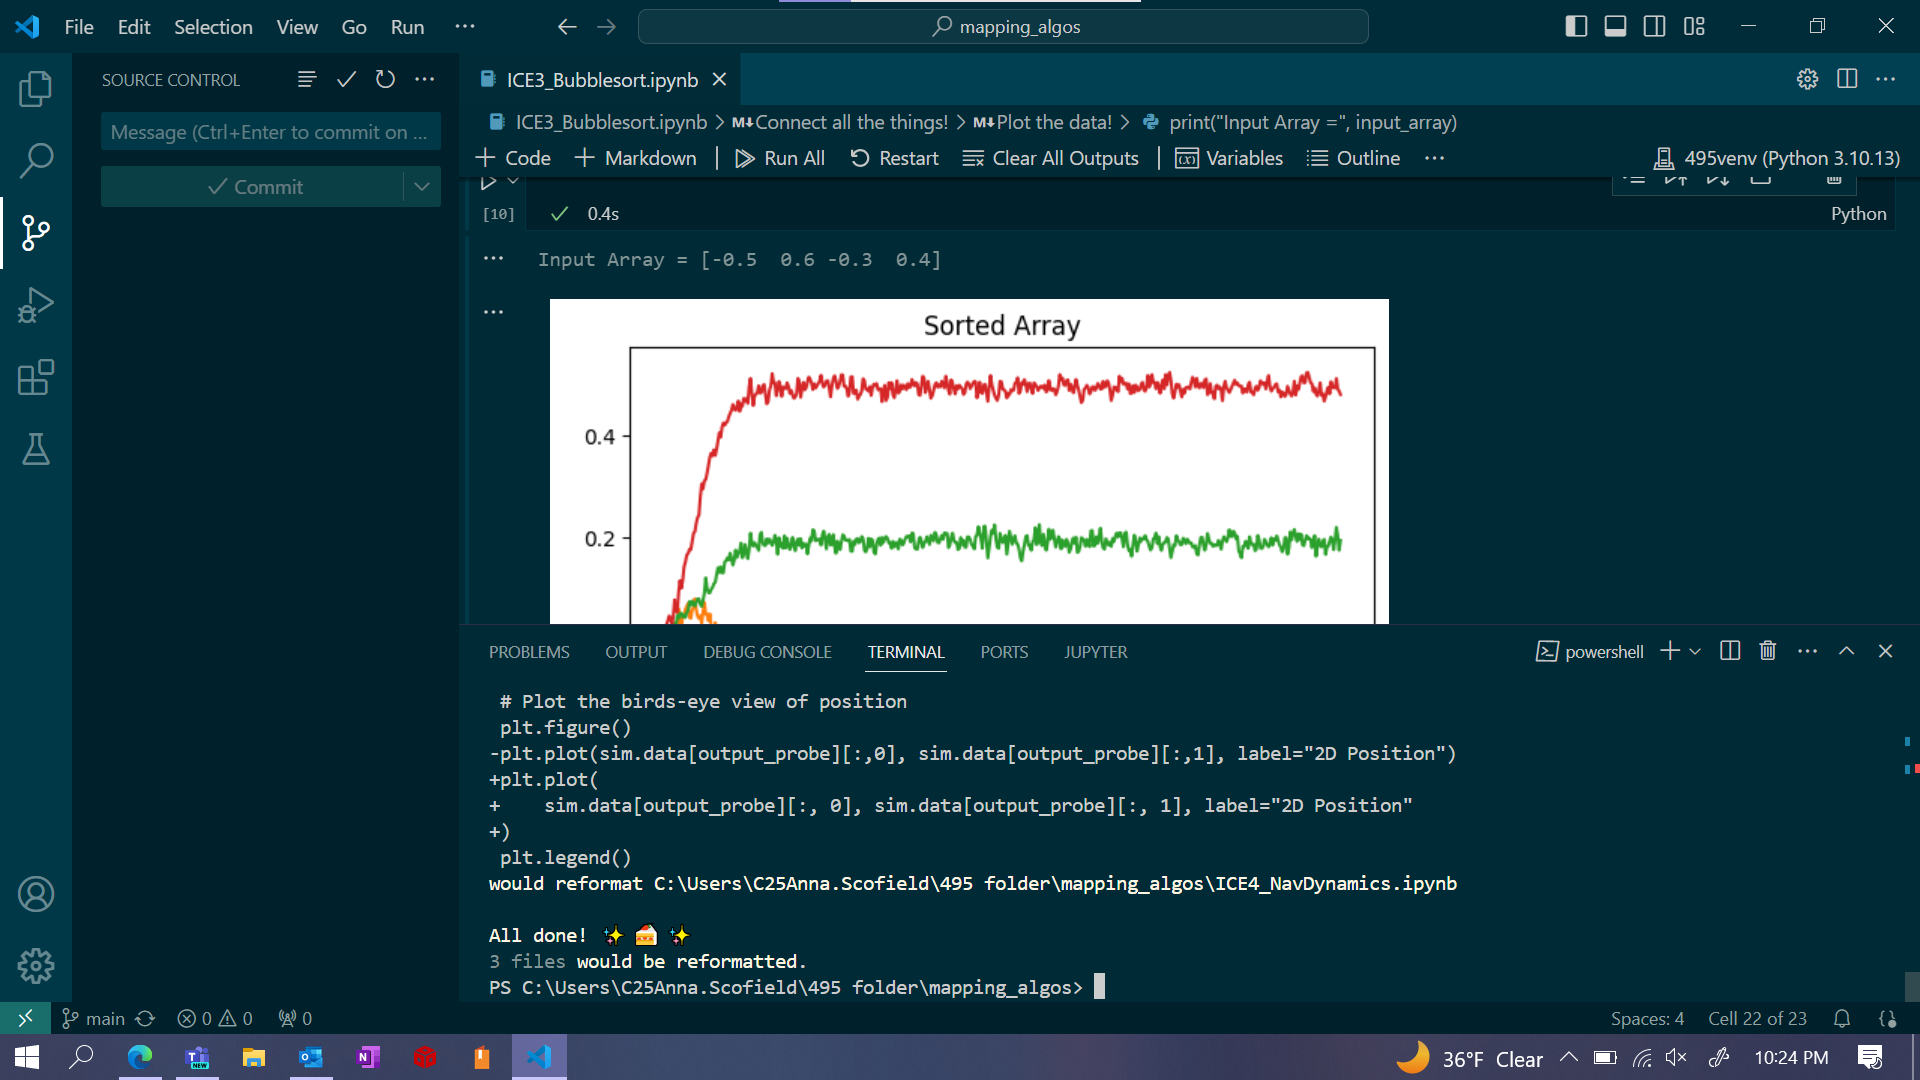 File Edit Selection View Go Run ···
mapping_algos
SOURCE CONTROL
Message (Ctrl+Enter to commit on ...
Commit
ICE3_Bubblesort.ipynb
ICE3_Bubblesort.ipynb > M↓Connect all the things! > M↓Plot the data! > print("Input Array =", input_array)
+ Code + Markdown | Run All Restart Clear All Outputs | Variables Outline ··· 495venv (Python 3.10.13)
[10] ✓ 0.4s Python
Input Array = [-0.5  0.6 -0.3  0.4]
Sorted Array
0.4
0.2
PROBLEMS OUTPUT DEBUG CONSOLE TERMINAL PORTS JUPYTER powershell
# Plot the birds-eye view of position
plt.figure()
-plt.plot(sim.data[output_probe][:,0], sim.data[output_probe][:,1], label="2D Position")
+plt.plot(
+    sim.data[output_probe][:, 0], sim.data[output_probe][:, 1], label="2D Position"
+)
plt.legend()
would reformat C:\Users\C25Anna.Scofield\495 folder\mapping_algos\ICE4_NavDynamics.ipynb
All done! ✨ 🍰 ✨
3 files would be reformatted.
PS C:\Users\C25Anna.Scofield\495 folder\mapping_algos>
main 0 0 0 Spaces: 4 Cell 22 of 23
36°F Clear 10:24 PM